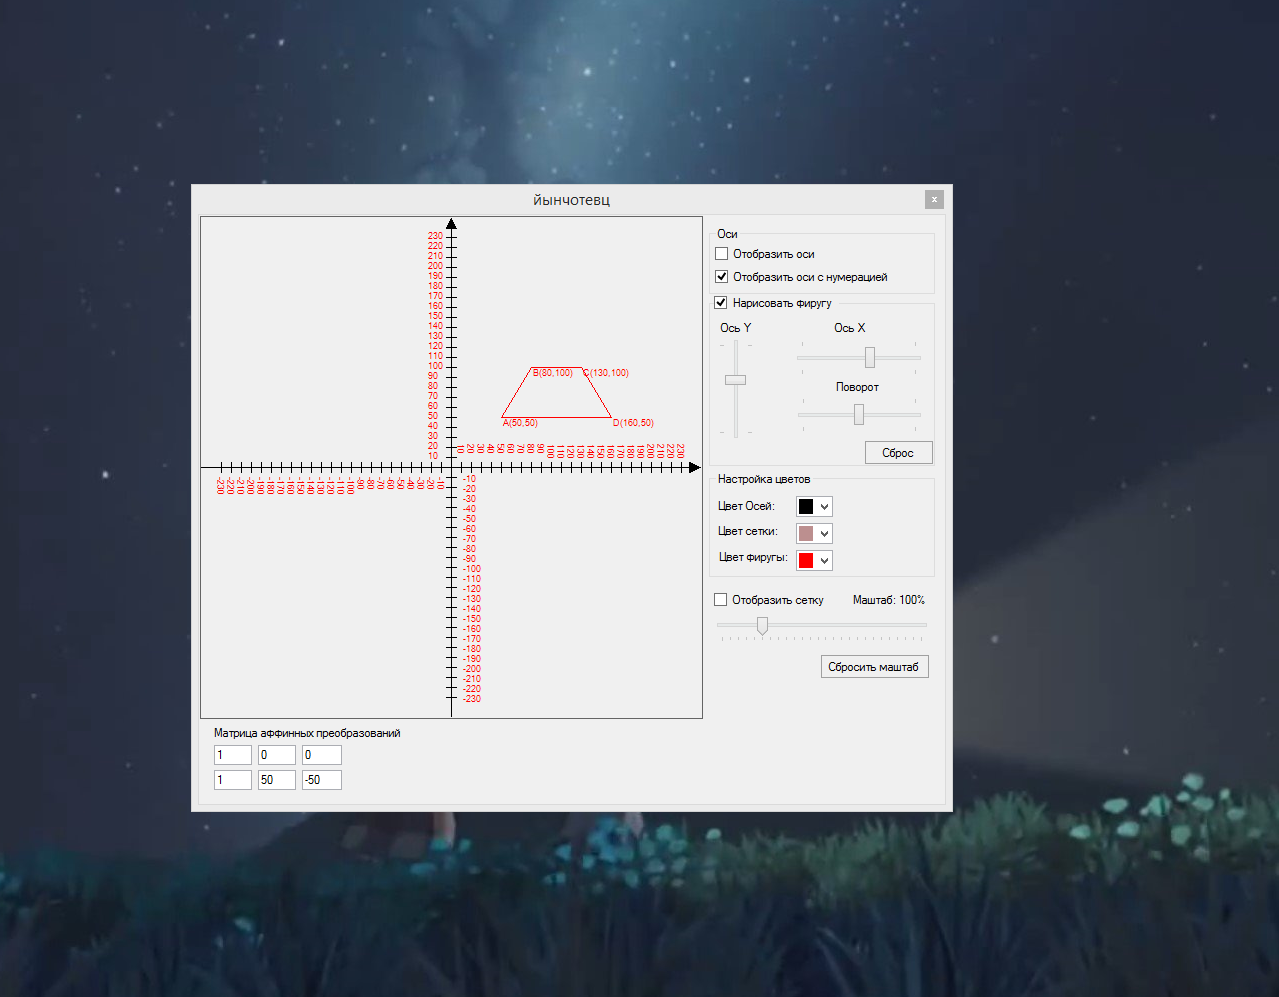 йынчотевц
x
230
220
210
200
190
180
170
160
150
140
130
120
110
100
90
80
70
60
50
40
30
20
10
B(80,100)
C(130,100)
A(50,50)
D(160,50)
10 20 30 40 50 60 70 80 90 100 110 120 130 140 150 160 170 180 190 200 210 220 230
-230 -220 -210 -200 -190 -180 -170 -160 -150 -140 -130 -120 -110 -100 -90 -80 -70 -60 -50 -40 -30 -20 -10
-10
-20
-30
-40
-50
-60
-70
-80
-90
-100
-110
-120
-130
-140
-150
-160
-170
-180
-190
-200
-210
-220
-230
Оси
Отобразить оси
Отобразить оси с нумерацией
Нарисовать фиругу
Ось Y
Ось X
Поворот
Сброс
Настройка цветов
Цвет Осей:
Цвет сетки:
Цвет фиругы:
Отобразить сетку
Маштаб: 100%
Сбросить маштаб
Матрица аффинных преобразований
1 0 0
1 50 -50